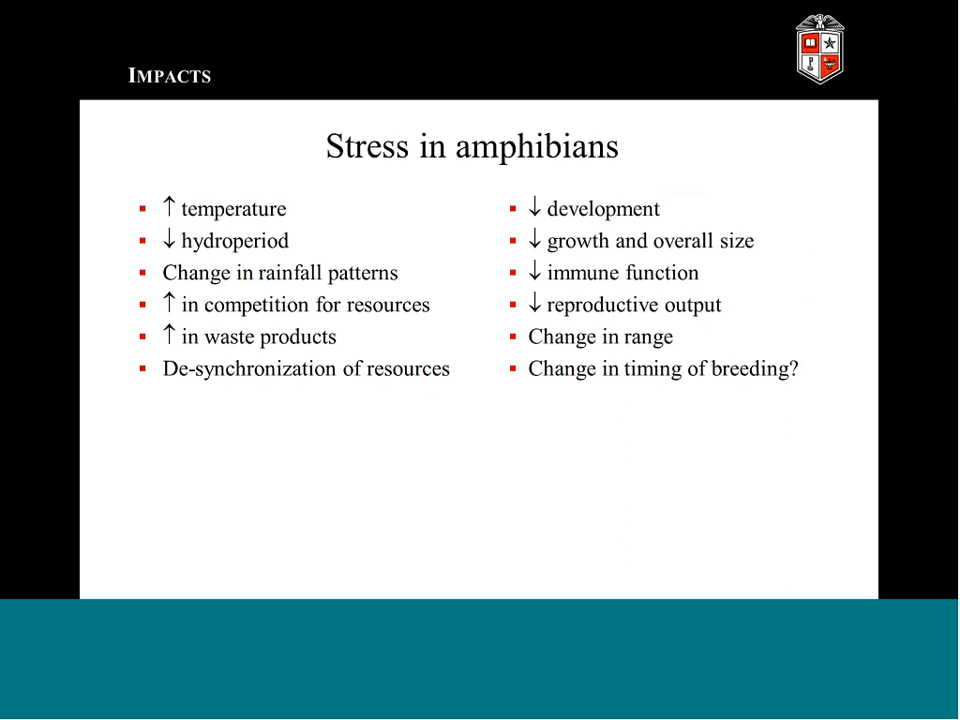 IMPACTS
Stress in amphibians
▪ ↑ temperature
▪ ↓ hydroperiod
▪ Change in rainfall patterns
▪ ↑ in competition for resources
▪ ↑ in waste products
▪ De-synchronization of resources
▪ ↓ development
▪ ↓ growth and overall size
▪ ↓ immune function
▪ ↓ reproductive output
▪ Change in range
▪ Change in timing of breeding?